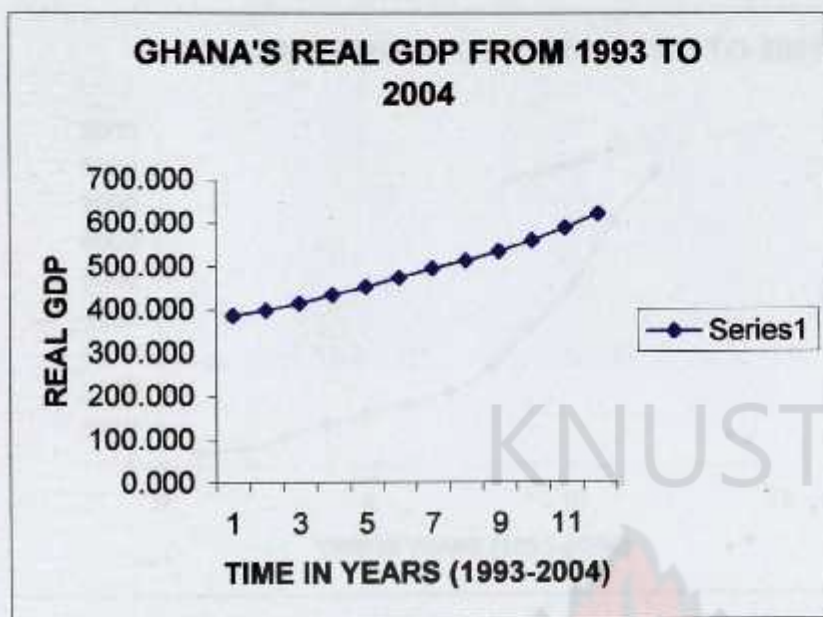 GHANA'S REAL GDP FROM 1993 TO
2004
700.000
600.000
500.000
400.000
300.000
200.000
100.000
0.000
REAL GDP
1 3 5 7 9 11
TIME IN YEARS (1993-2004)
Series1
KNUST